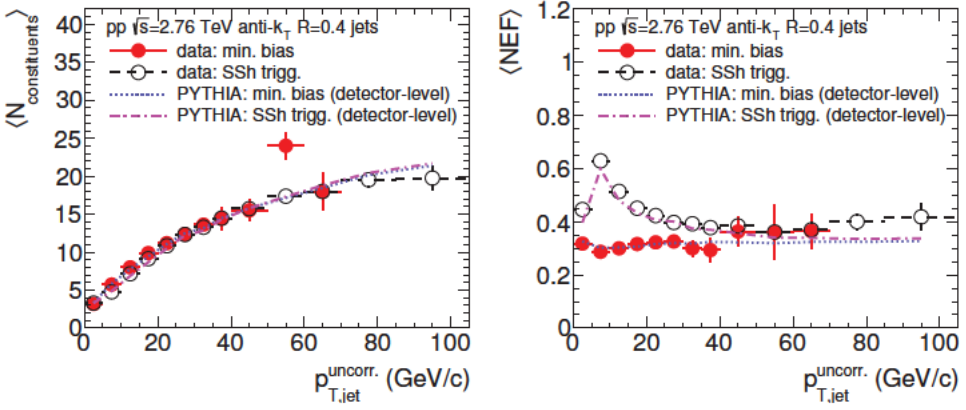 pp √s=2.76 TeV anti-kT R=0.4 jets
data: min. bias
data: SSh trigg.
PYTHIA: min. bias (detector-level)
PYTHIA: SSh trigg. (detector-level)
⟨Nconstituents⟩
40
35
30
25
20
15
10
5
0
0 20 40 60 80 100
p uncorr. T,jet (GeV/c)
pp √s=2.76 TeV anti-kT R=0.4 jets
data: min. bias
data: SSh trigg.
PYTHIA: min. bias (detector-level)
PYTHIA: SSh trigg. (detector-level)
⟨NEF⟩
1.2
1
0.8
0.6
0.4
0.2
0
0 20 40 60 80 100
p uncorr. T,jet (GeV/c)